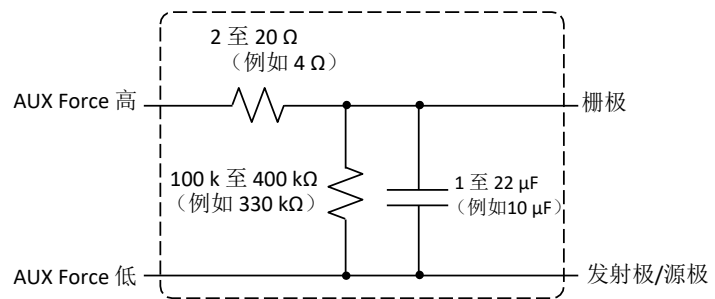 2 至 20 Ω
（例如 4 Ω）
AUX Force 高
栅极
100 k 至 400 kΩ
（例如 330 kΩ）
1 至 22 μF
（例如10 μF）
AUX Force 低
发射极/源极